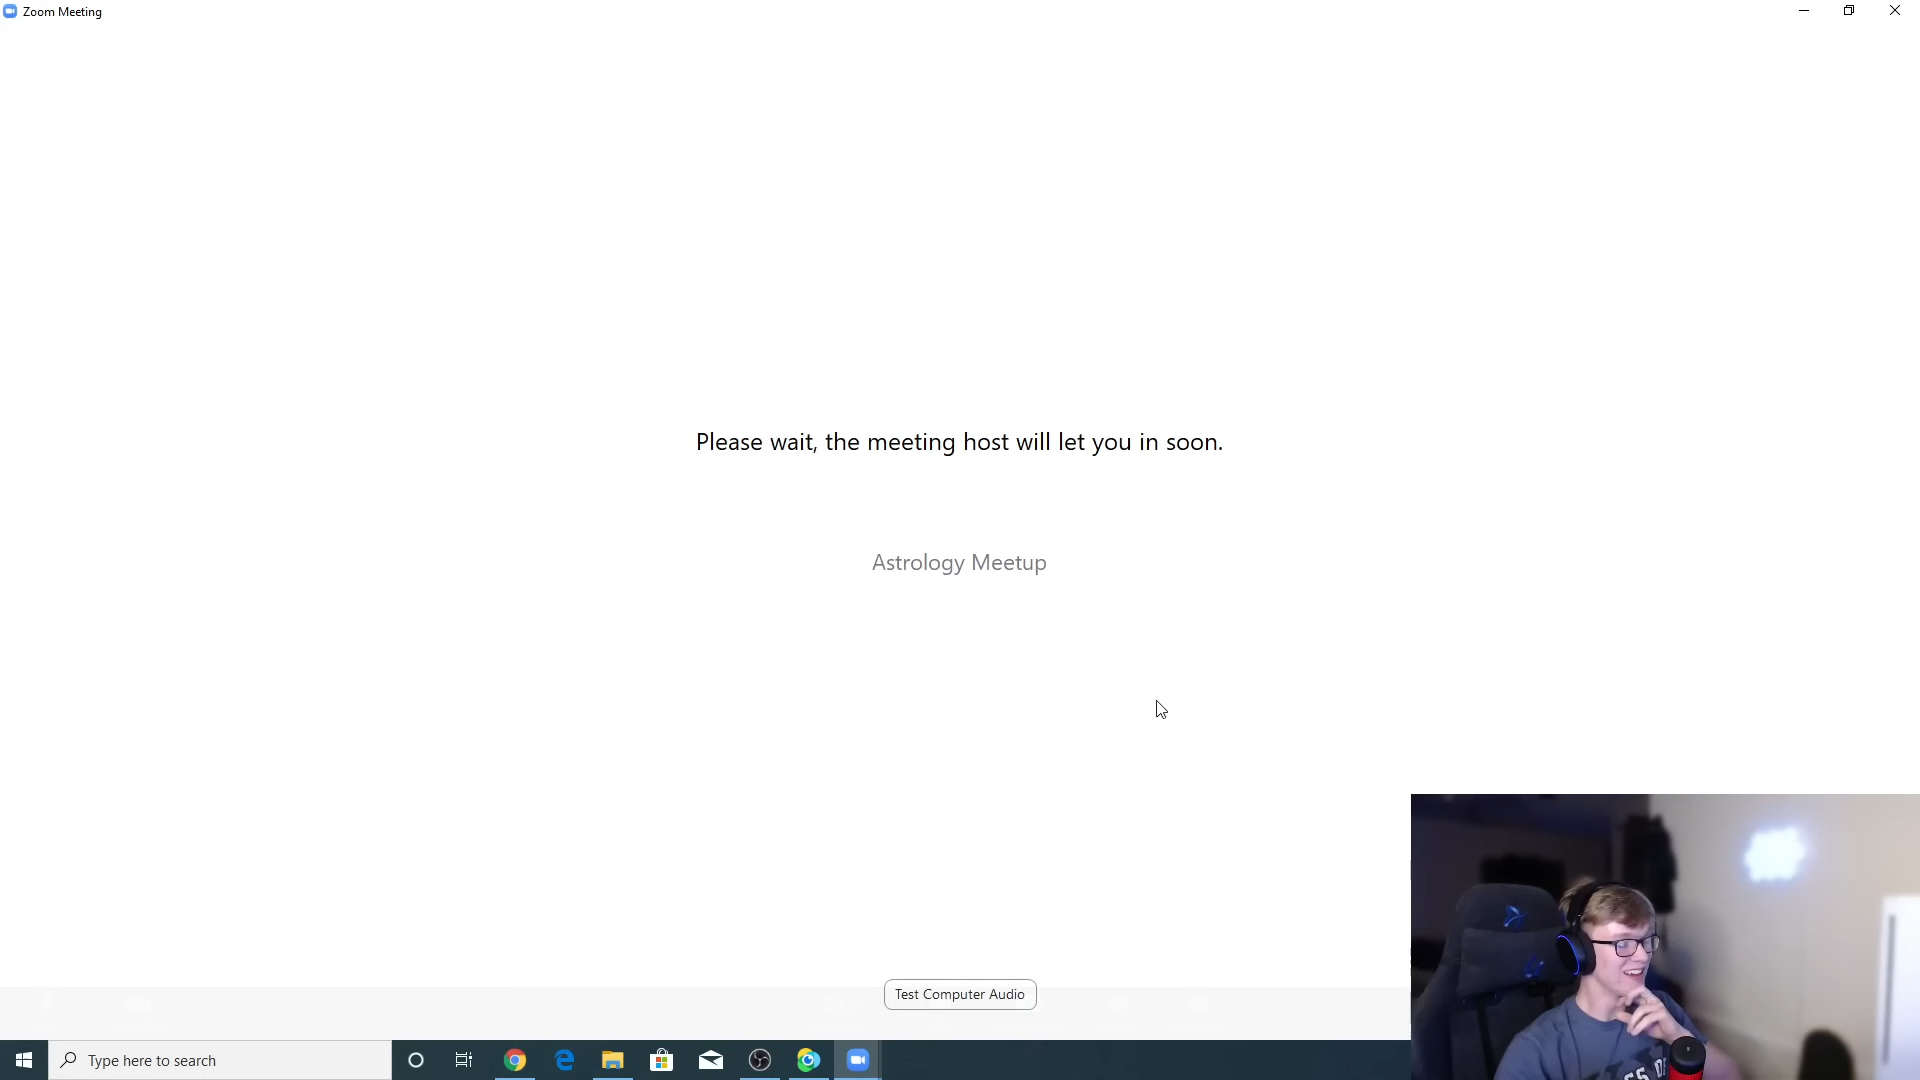 Zoom Meeting
Please wait, the meeting host will let you in soon.
Astrology Meetup
Test Computer Audio
Type here to search